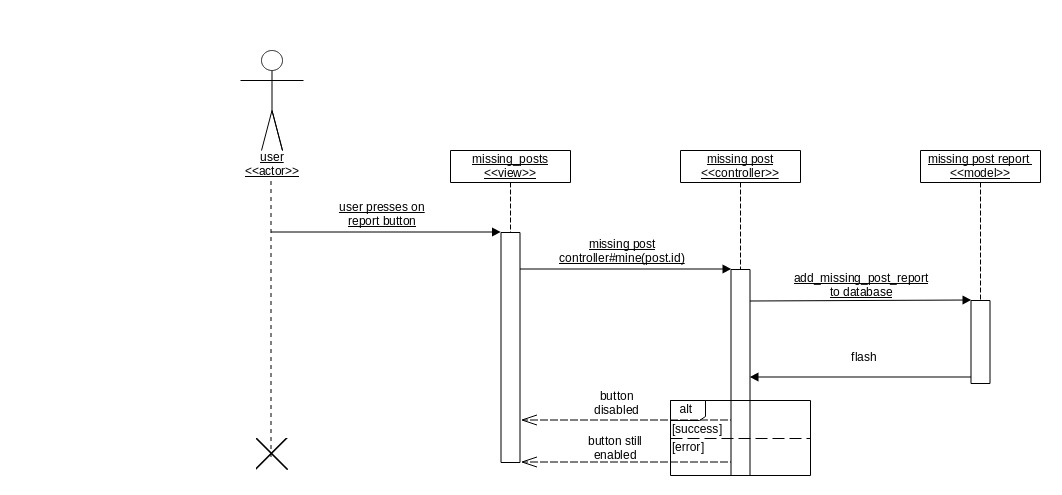 user
<<actor>>
missing_posts
<<view>>
missing post
<<controller>>
missing post report
<<model>>
user presses on
report button
missing post
controller#mine(post.id)
add_missing_post_report
to database
flash
button
disabled
alt
[success]
button still
enabled
[error]